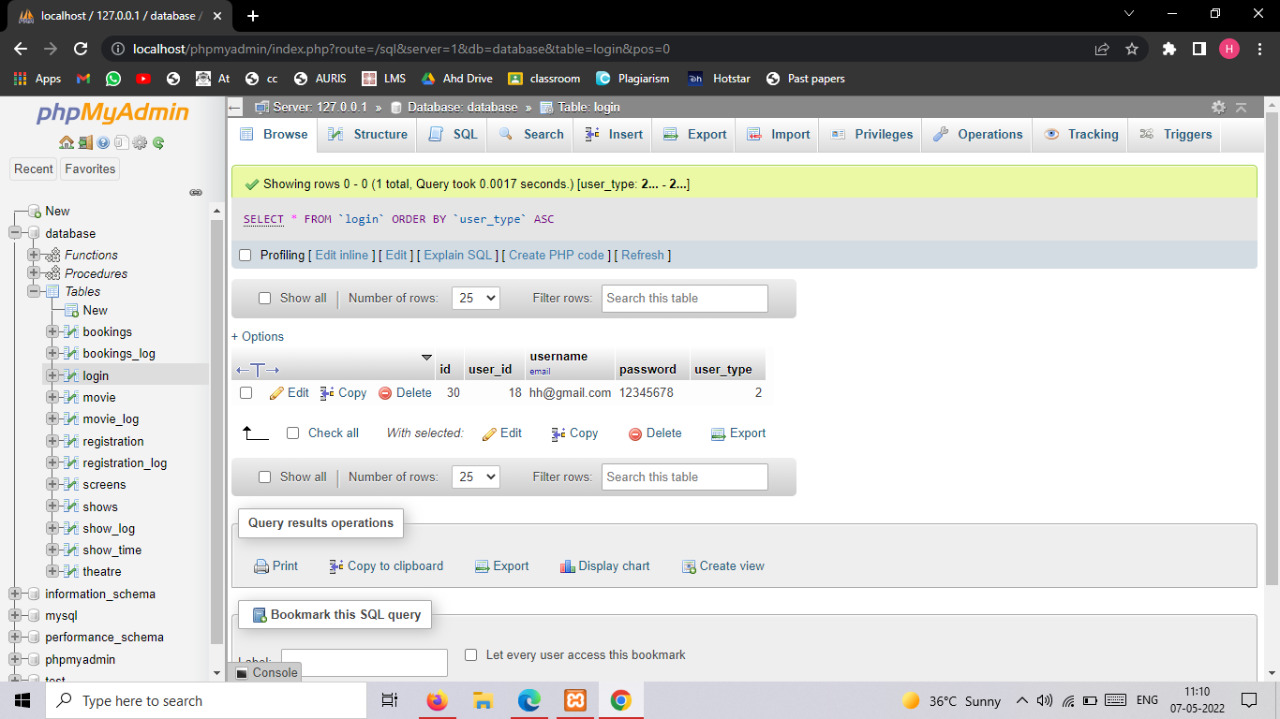 localhost / 127.0.0.1 / database /
localhost/phpmyadmin/index.php?route=/sql&server=1&db=database&table=login&pos=0
H
Apps At cc AURIS LMS Ahd Drive classroom Plagiarism Hotstar Past papers
phpMyAdmin
Recent Favorites
New
database
Functions
Procedures
Tables
New
bookings
bookings_log
login
movie
movie_log
registration
registration_log
screens
shows
show_log
show_time
theatre
information_schema
mysql
performance_schema
phpmyadmin
test
Server: 127.0.0.1 » Database: database » Table: login
Browse Structure SQL Search Insert Export Import Privileges Operations Tracking Triggers
Showing rows 0 - 0 (1 total, Query took 0.0017 seconds.) [user_type: 2... - 2...]
SELECT * FROM `login` ORDER BY `user_type` ASC
Profiling [ Edit inline ] [ Edit ] [ Explain SQL ] [ Create PHP code ] [ Refresh ]
Show all Number of rows: 25 Filter rows: Search this table
+ Options
←T→ id user_id username email password user_type
Edit Copy Delete 30 18 hh@gmail.com 12345678 2
Check all With selected: Edit Copy Delete Export
Show all Number of rows: 25 Filter rows: Search this table
Query results operations
Print Copy to clipboard Export Display chart Create view
Bookmark this SQL query
Label: Let every user access this bookmark
Console
Type here to search
36°C Sunny
ENG
11:10
07-05-2022